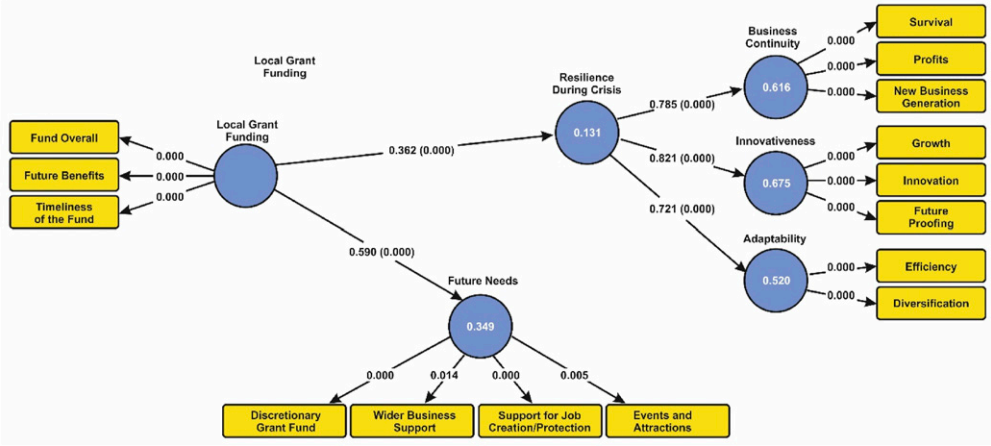 Local Grant
Funding
Local Grant
Funding
Fund Overall
Future Benefits
Timeliness
of the Fund
0.000
0.000
0.000
0.362 (0.000)
0.590 (0.000)
Resilience
During Crisis
0.131
0.785 (0.000)
0.821 (0.000)
0.721 (0.000)
Business
Continuity
0.616
0.000
0.000
0.000
Survival
Profits
New Business
Generation
Innovativeness
0.675
0.000
0.000
0.000
Growth
Innovation
Future
Proofing
Adaptability
0.520
0.000
0.000
Efficiency
Diversification
Future Needs
0.349
0.000
0.014
0.000
0.005
Discretionary
Grant Fund
Wider Business
Support
Support for Job
Creation/Protection
Events and
Attractions